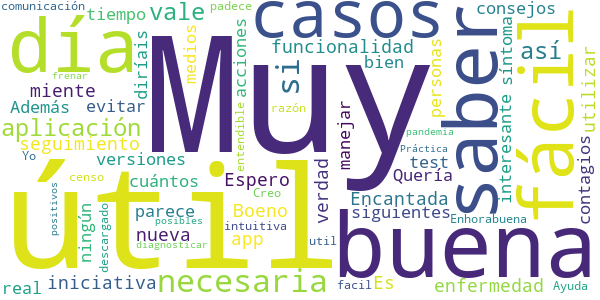 comunicación
tiempo
padece
vale
casos
consejos
día
Muy
saber
fácil
diríais
medios
acciones
funcionalidad
si
bien
personas
así
síntoma
interesante
utilizar
frenar
miente
Además
evitar
razón
aplicación
entendible
manejar
pandemia
seguimiento
Práctica
test
Yo
versiones
útil
buena
contagios
censo
cuántos
Espero
verdad
Quería
Encantada
siguientes
Enhorabuena
positivos
ningún
descargado
parece
Creo
Boeno
posibles
nueva
app
intuitiva
diagnosticar
util
real
iniciativa
necesaria
facil
Es
enfermedad
Ayuda